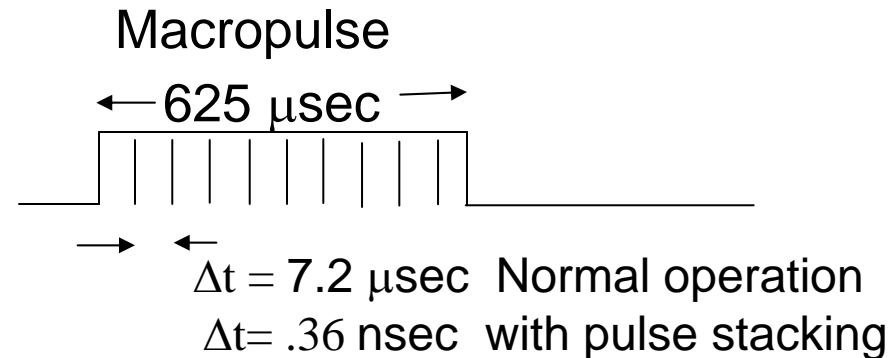 Macropulse
625 μsec
Δt = 7.2 μsec Normal operation
Δt= .36 nsec with pulse stacking